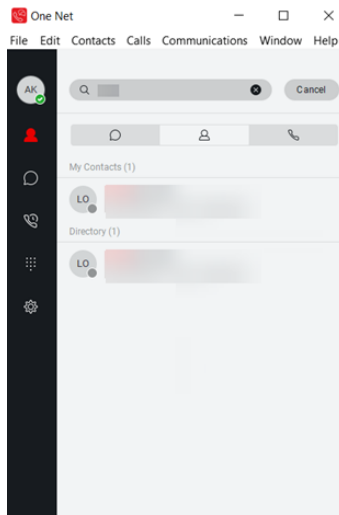 One Net
File Edit Contacts Calls Communications Window Help
AK
Cancel
My Contacts (1)
LO
Directory (1)
LO